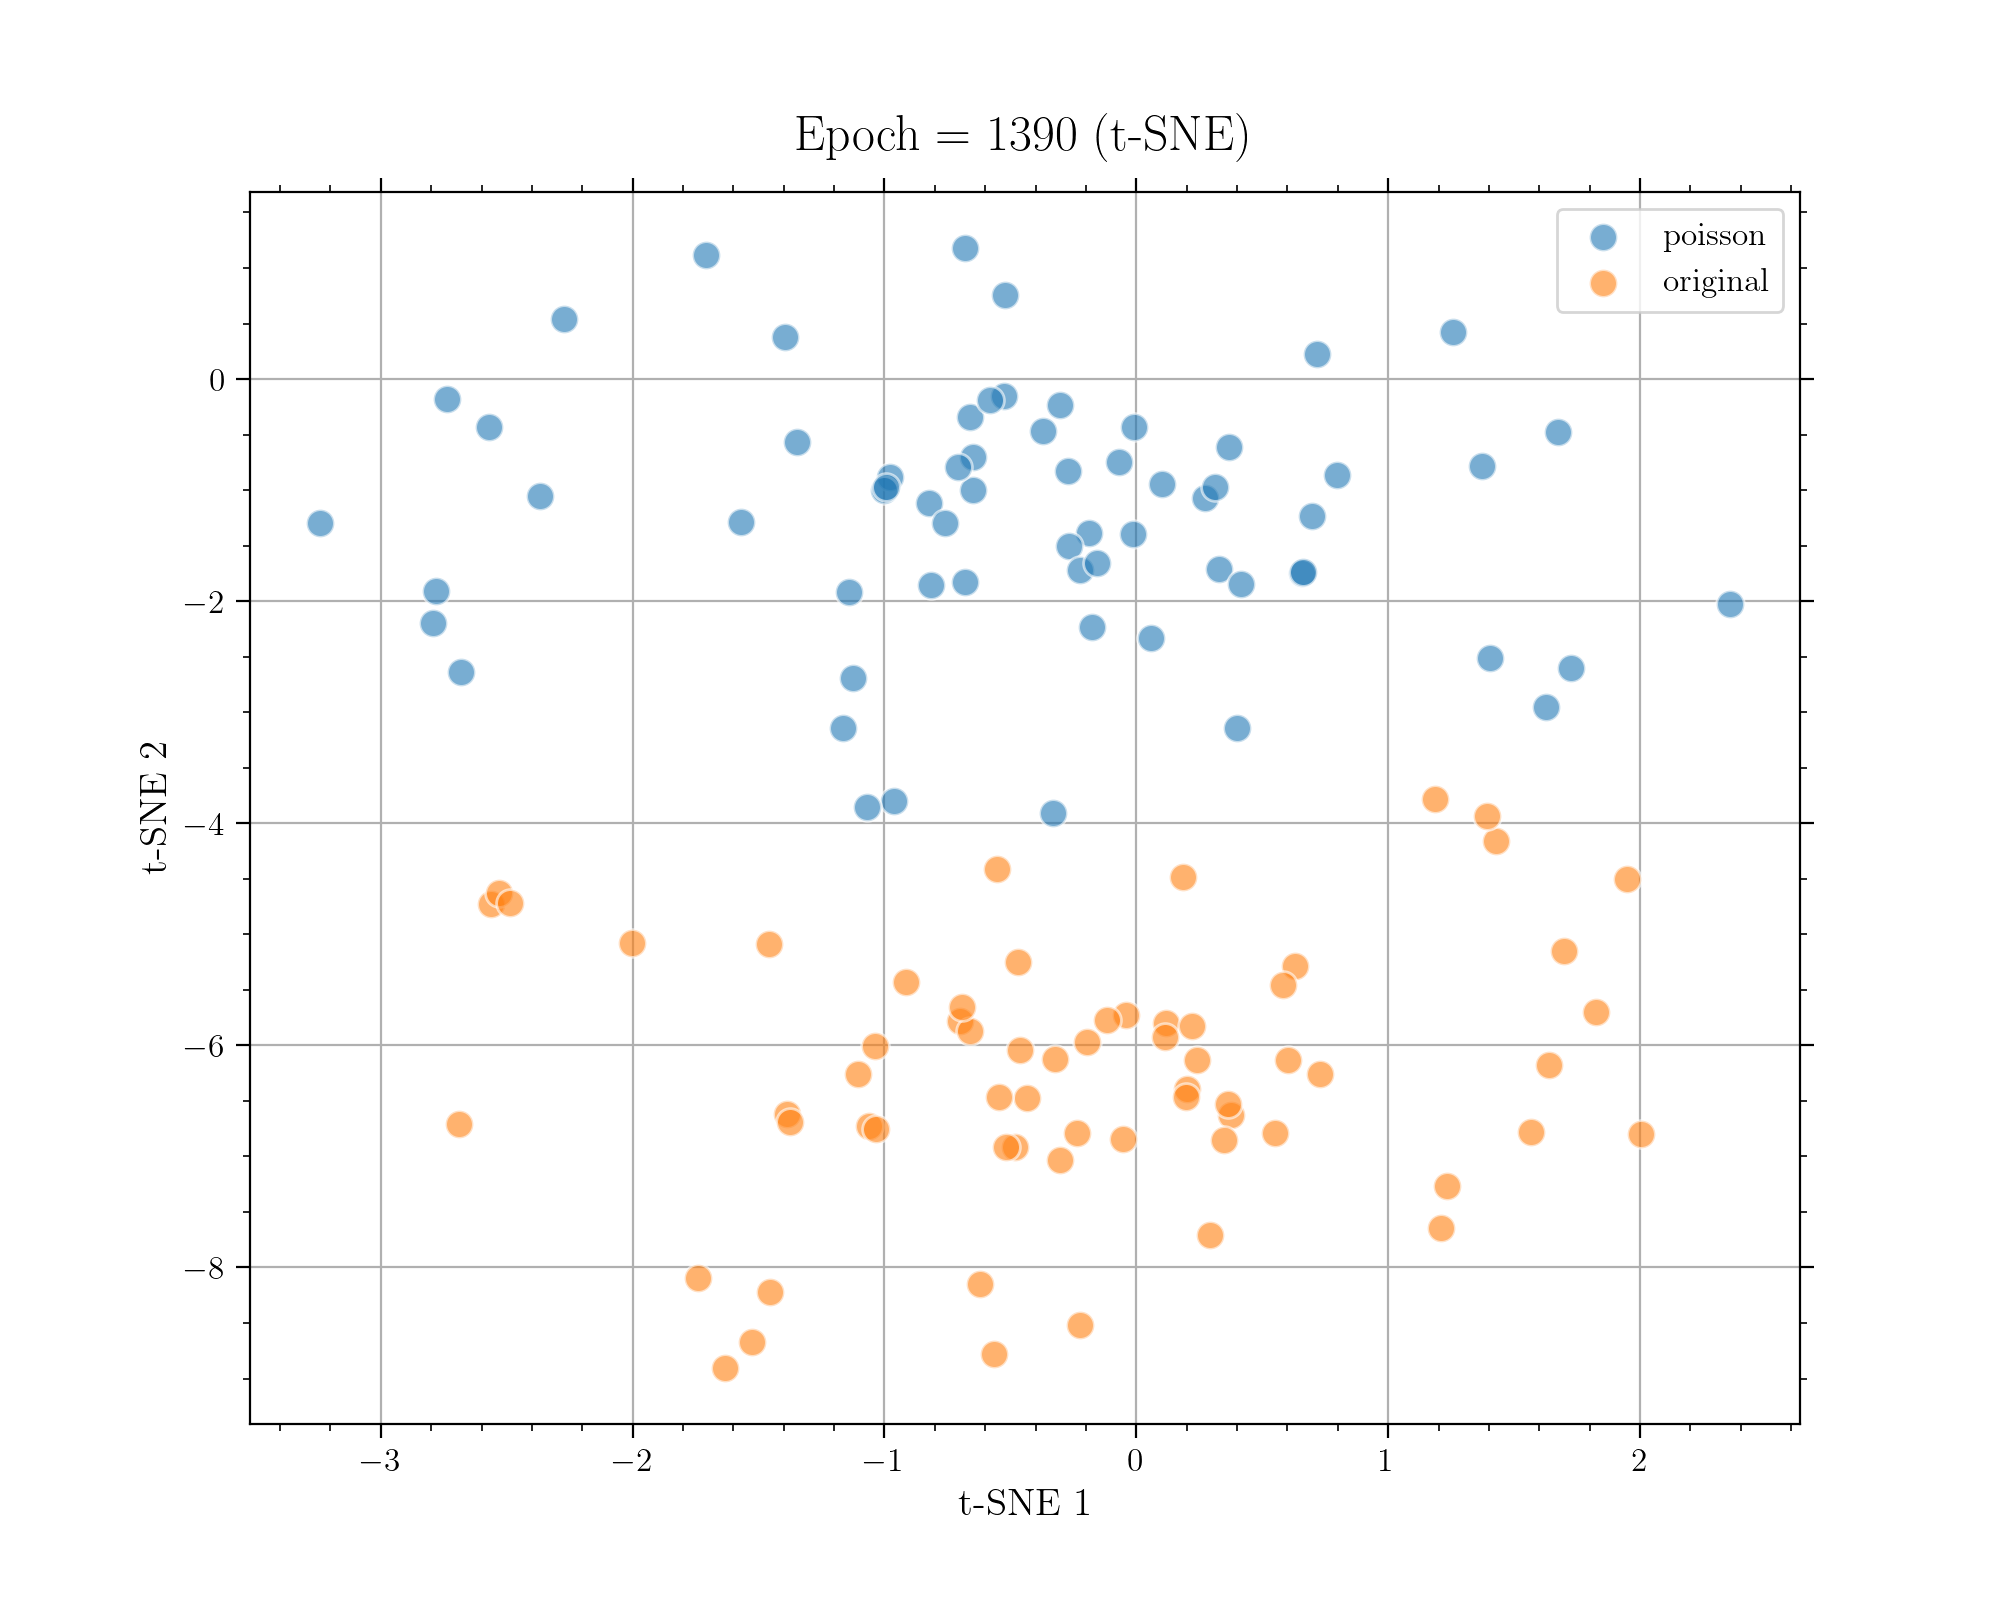 Epoch = 1390 (t-SNE)
poisson
original
0
−2
−4
−6
−8
t-SNE 2
−3
−2
−1
0
1
2
t-SNE 1